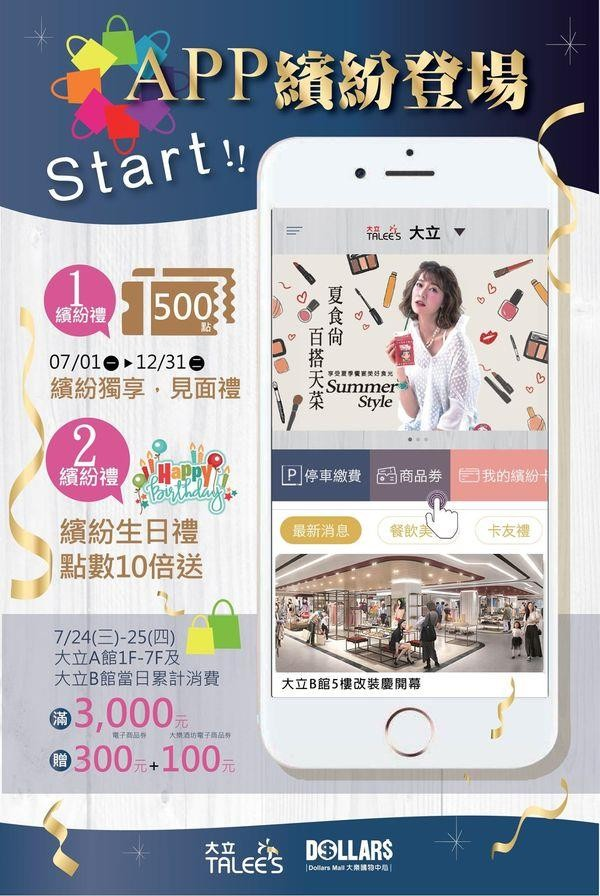 APP繽紛登場
Start!!
1
繽紛禮
500
點
07/01一▶12/31二
繽紛獨享，見面禮
2
繽紛禮
Happy
Birthday
繽紛生日禮
點數10倍送
7/24(三)-25(四)
大立A館1F-7F及
大立B館當日累計消費
滿3,000元
電子商品券 大樂酒坊電子商品券
贈300元+100元
大立
TALEE'S
大立 ▼
夏食尚
百搭天菜
享受夏季饗宴美好食光
Summer
Style
P 停車繳費
商品券
我的繽紛卡
最新消息
餐飲美
卡友禮
大立B館5樓改裝慶開幕
大立
TALEE'S
DOLLARS
Dollars Mall 大樂購物中心